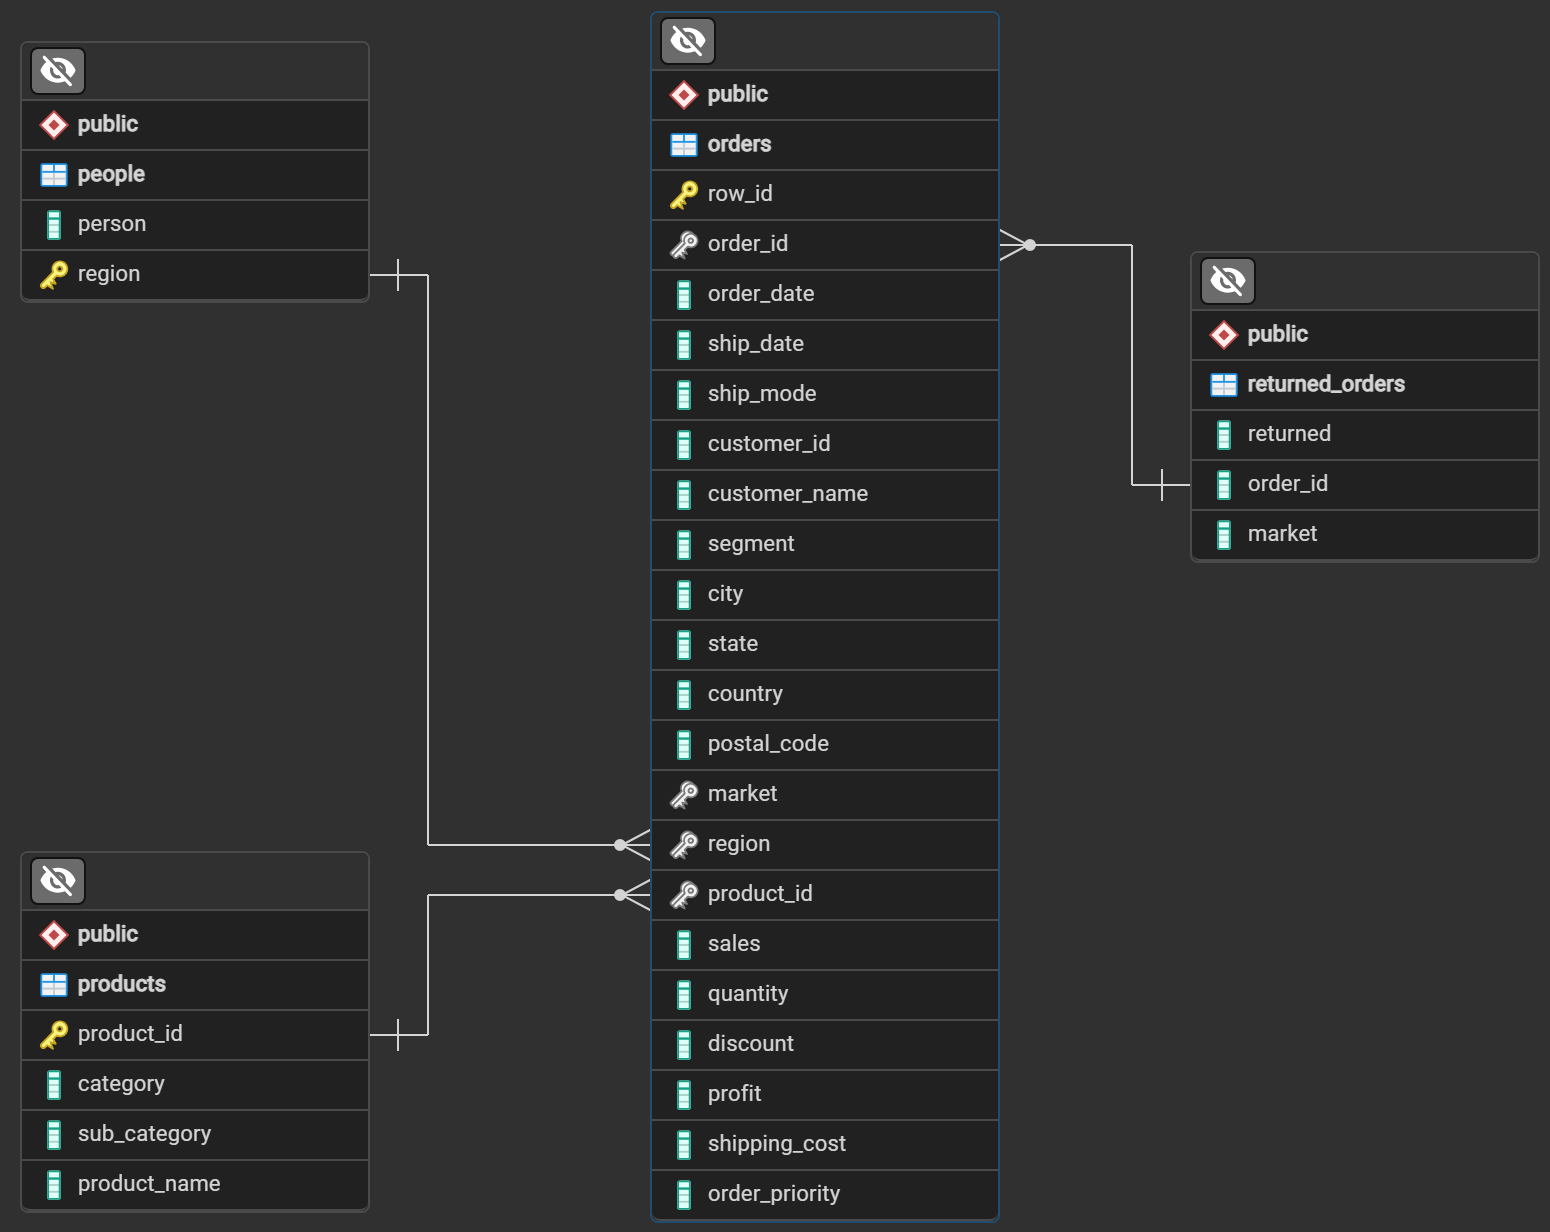 public
people
person
region
public
products
product_id
category
sub_category
product_name
public
orders
row_id
order_id
order_date
ship_date
ship_mode
customer_id
customer_name
segment
city
state
country
postal_code
market
region
product_id
sales
quantity
discount
profit
shipping_cost
order_priority
public
returned_orders
returned
order_id
market